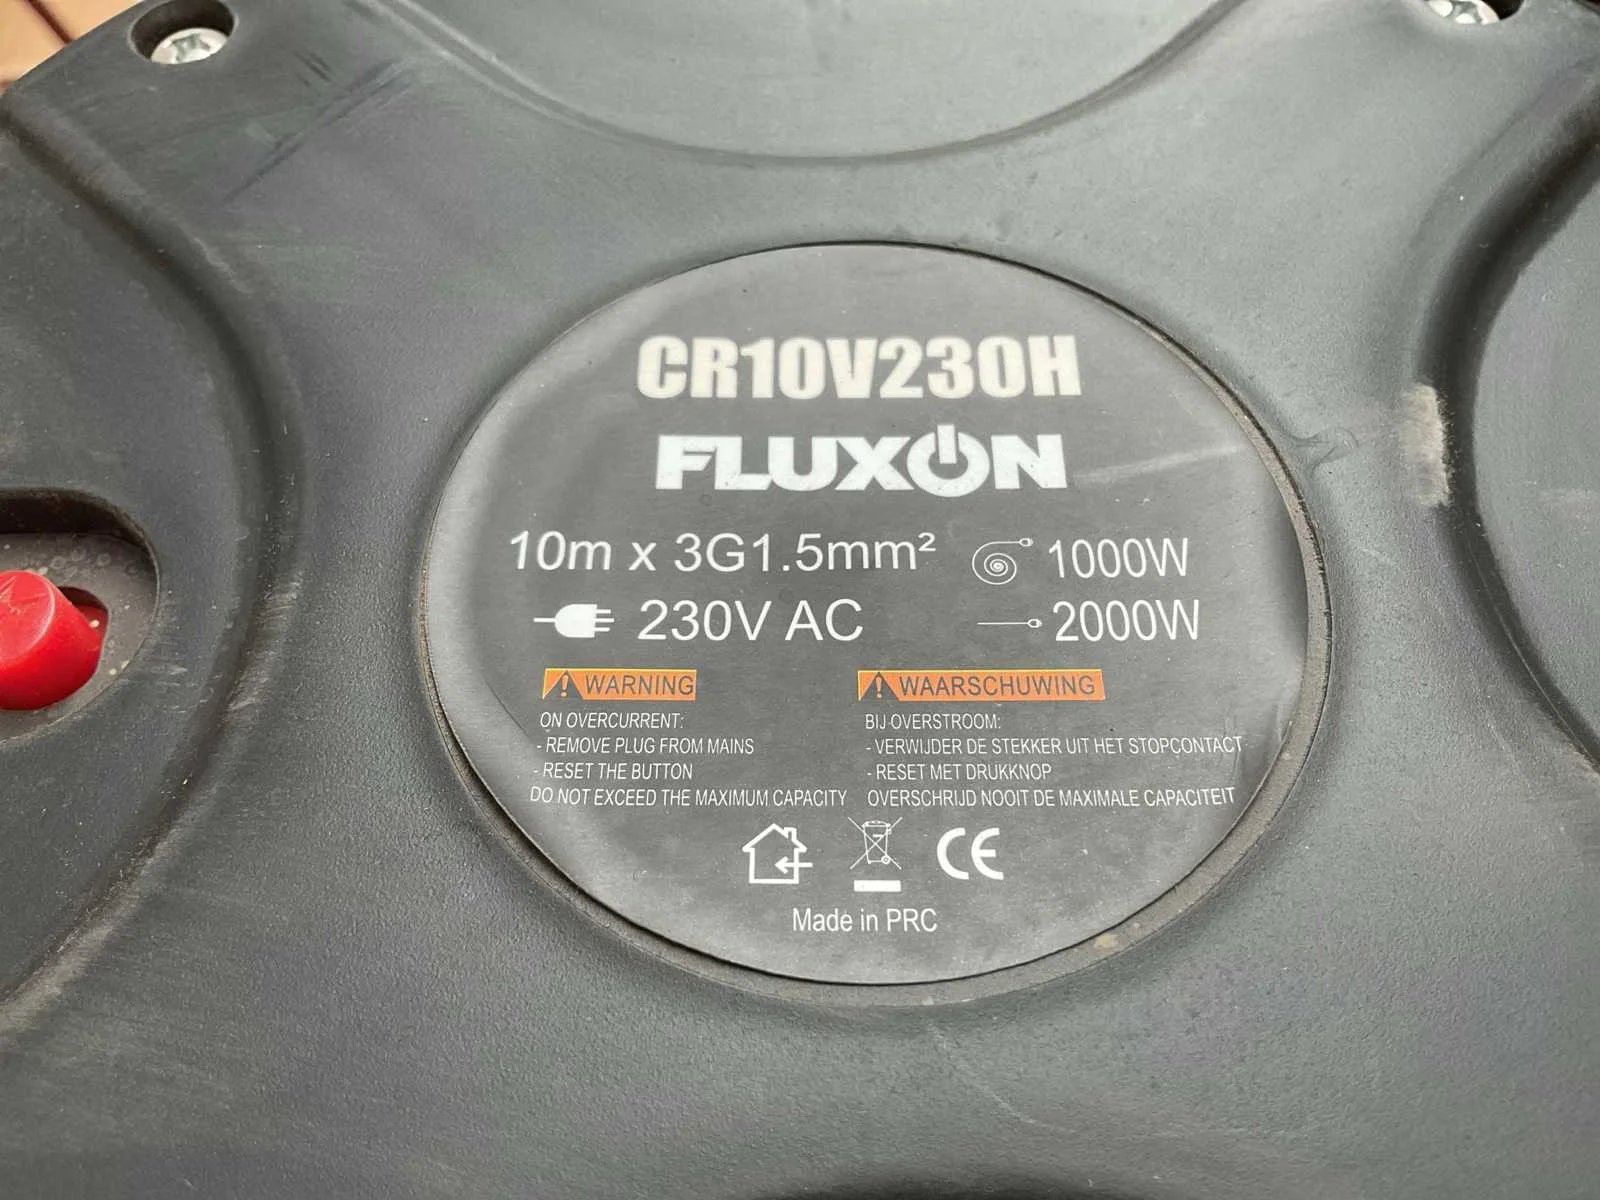 CR10V230H
FLUXON
10m x 3G1.5mm² 1000W
230V AC 2000W
WARNING
ON OVERCURRENT:
- REMOVE PLUG FROM MAINS
- RESET THE BUTTON
DO NOT EXCEED THE MAXIMUM CAPACITY
WAARSCHUWING
BIJ OVERSTROOM:
- VERWIJDER DE STEKKER UIT HET STOPCONTACT
- RESET MET DRUKKNOP
OVERSCHRIJD NOOIT DE MAXIMALE CAPACITEIT
CE
Made in PRC